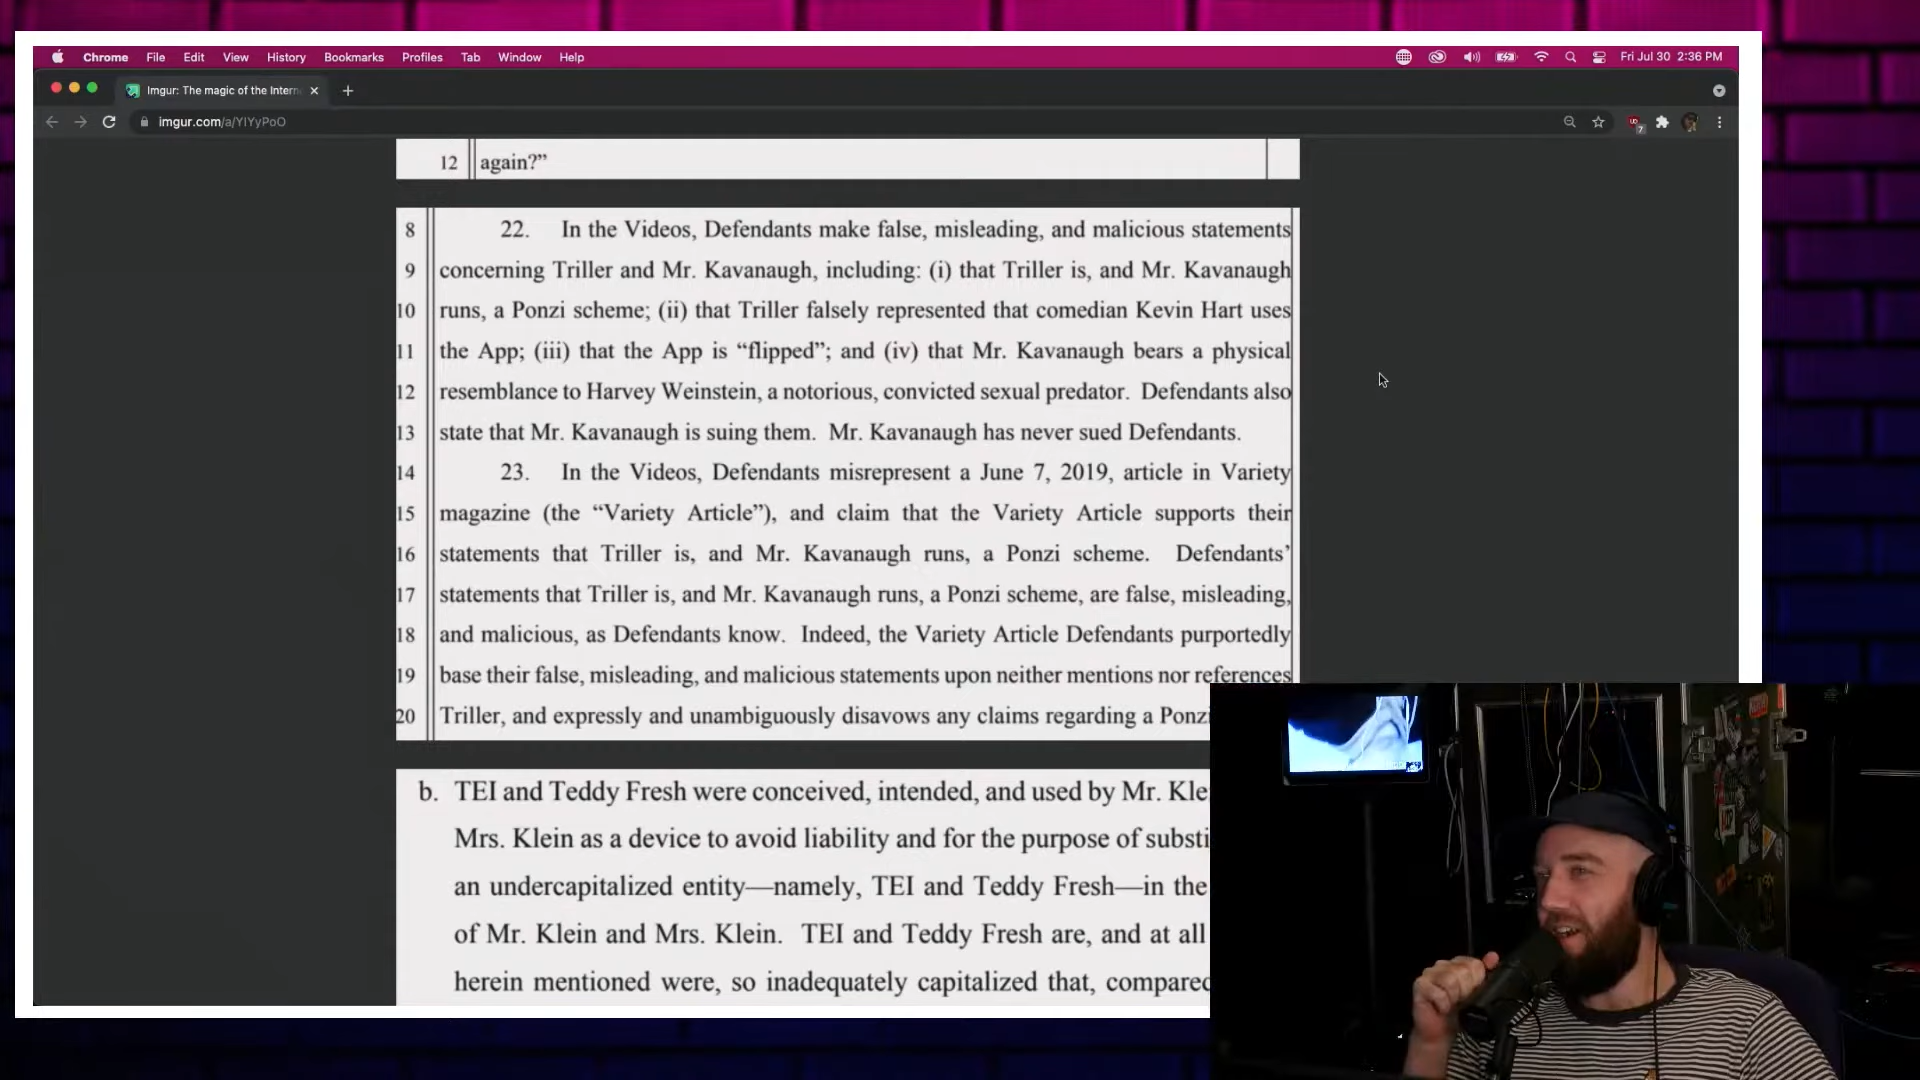 Chrome File Edit View History Bookmarks Profiles Tab Window Help Fri Jul 30 2:36 PM
Imgur: The magic of the Intern
imgur.com/a/YIYyPoO
12 again?”
8 22. In the Videos, Defendants make false, misleading, and malicious statements
9 concerning Triller and Mr. Kavanaugh, including: (i) that Triller is, and Mr. Kavanaugh
10 runs, a Ponzi scheme; (ii) that Triller falsely represented that comedian Kevin Hart uses
11 the App; (iii) that the App is “flipped”; and (iv) that Mr. Kavanaugh bears a physical
12 resemblance to Harvey Weinstein, a notorious, convicted sexual predator. Defendants also
13 state that Mr. Kavanaugh is suing them. Mr. Kavanaugh has never sued Defendants.
14 23. In the Videos, Defendants misrepresent a June 7, 2019, article in Variety
15 magazine (the “Variety Article”), and claim that the Variety Article supports their
16 statements that Triller is, and Mr. Kavanaugh runs, a Ponzi scheme. Defendants’
17 statements that Triller is, and Mr. Kavanaugh runs, a Ponzi scheme, are false, misleading,
18 and malicious, as Defendants know. Indeed, the Variety Article Defendants purportedly
19 base their false, misleading, and malicious statements upon neither mentions nor references
20 Triller, and expressly and unambiguously disavows any claims regarding a Ponzi
b. TEI and Teddy Fresh were conceived, intended, and used by Mr. Kle
Mrs. Klein as a device to avoid liability and for the purpose of substi
an undercapitalized entity—namely, TEI and Teddy Fresh—in the
of Mr. Klein and Mrs. Klein. TEI and Teddy Fresh are, and at all
herein mentioned were, so inadequately capitalized that, compared